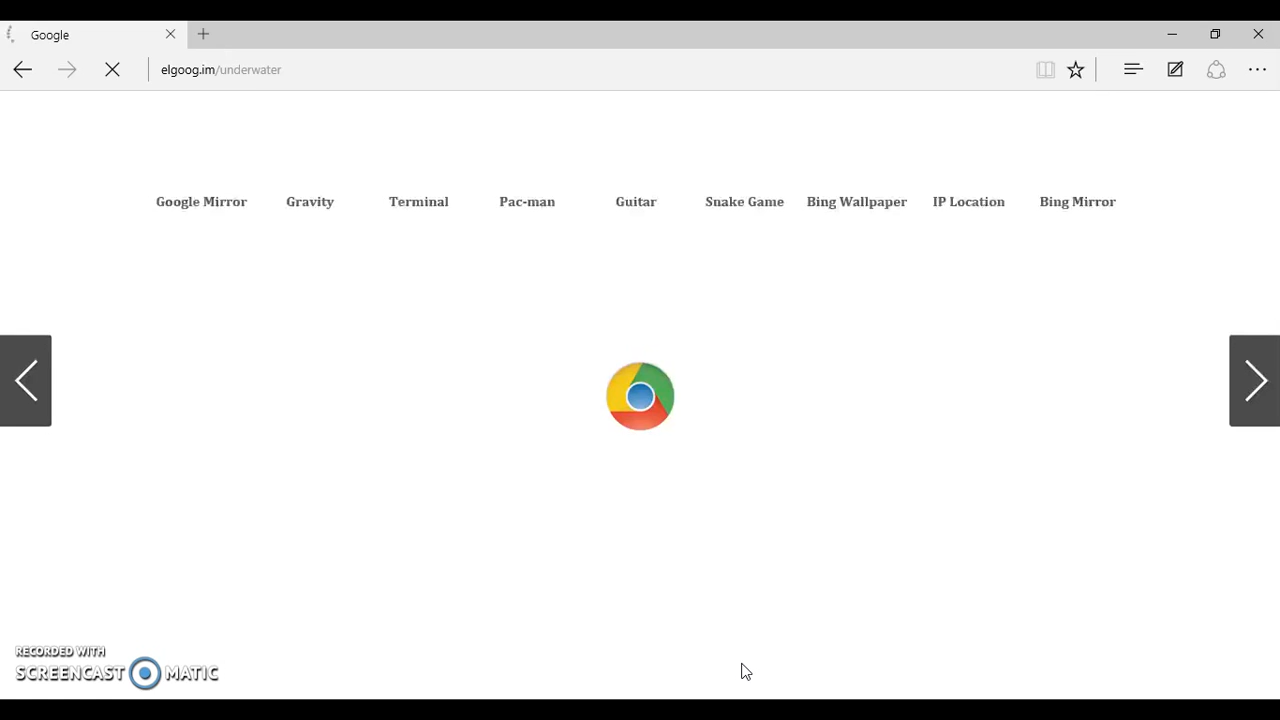 Google
elgoog.im/underwater
Google Mirror Gravity Terminal Pac-man Guitar Snake Game Bing Wallpaper IP Location Bing Mirror
RECORDED WITH
SCREENCAST MATIC